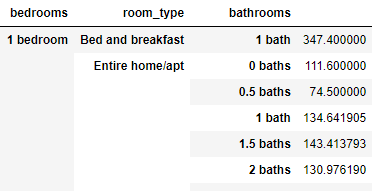 bedrooms room_type bathrooms
1 bedroom Bed and breakfast 1 bath 347.400000
Entire home/apt 0 baths 111.600000
0.5 baths 74.500000
1 bath 134.641905
1.5 baths 143.413793
2 baths 130.976190